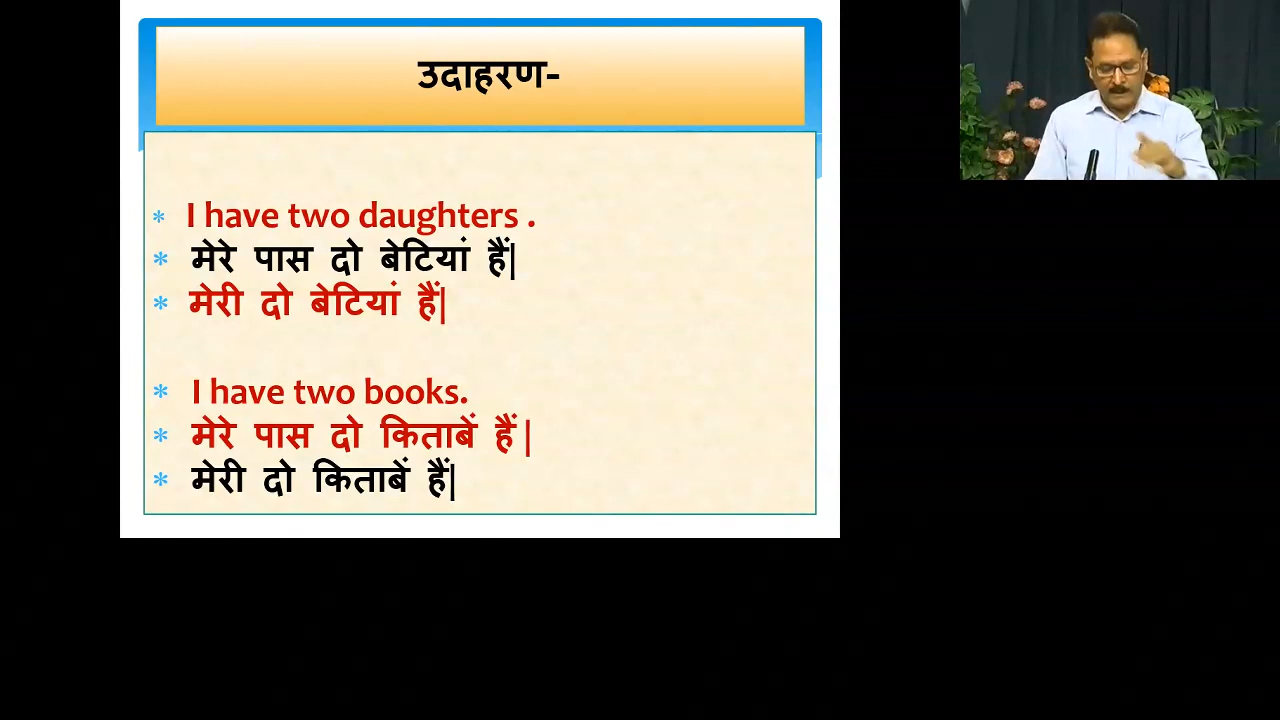 उदाहरण-
* I have two daughters .
* मेरे पास दो बेटियां हैं|
* मेरी दो बेटियां हैं|
* I have two books.
* मेरे पास दो किताबें हैं |
* मेरी दो किताबें हैं|